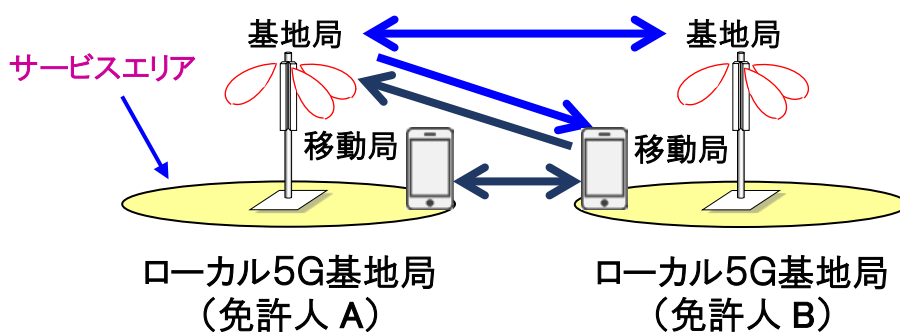 基地局
基地局
サービスエリア
移動局
移動局
ローカル5G基地局
（免許人 A）
ローカル5G基地局
（免許人 B）